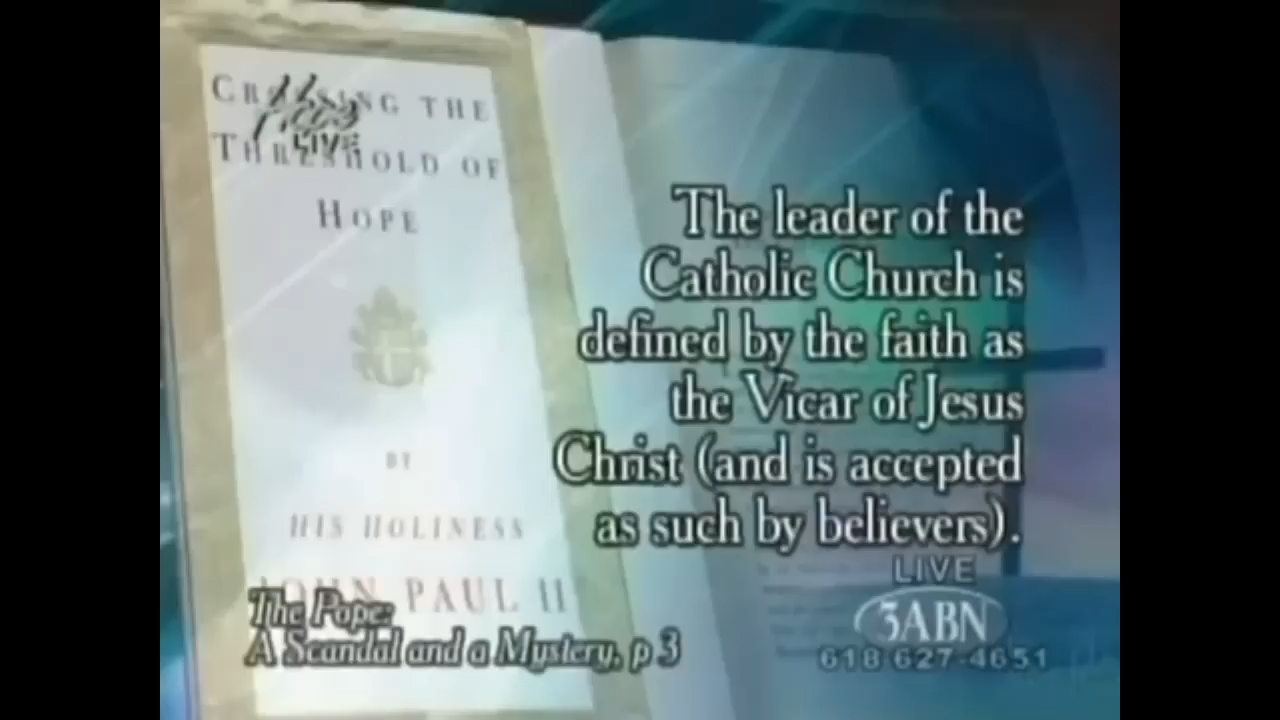 CROSSING THE
THRESHOLD OF
HOPE
BY
HIS HOLINESS
JOHN PAUL II
LIVE
The leader of the
Catholic Church is
defined by the faith as
the Vicar of Jesus
Christ (and is accepted
as such by believers).
The Pope:
A Scandal and a Mystery, p 3
LIVE
3ABN
618 627-4651